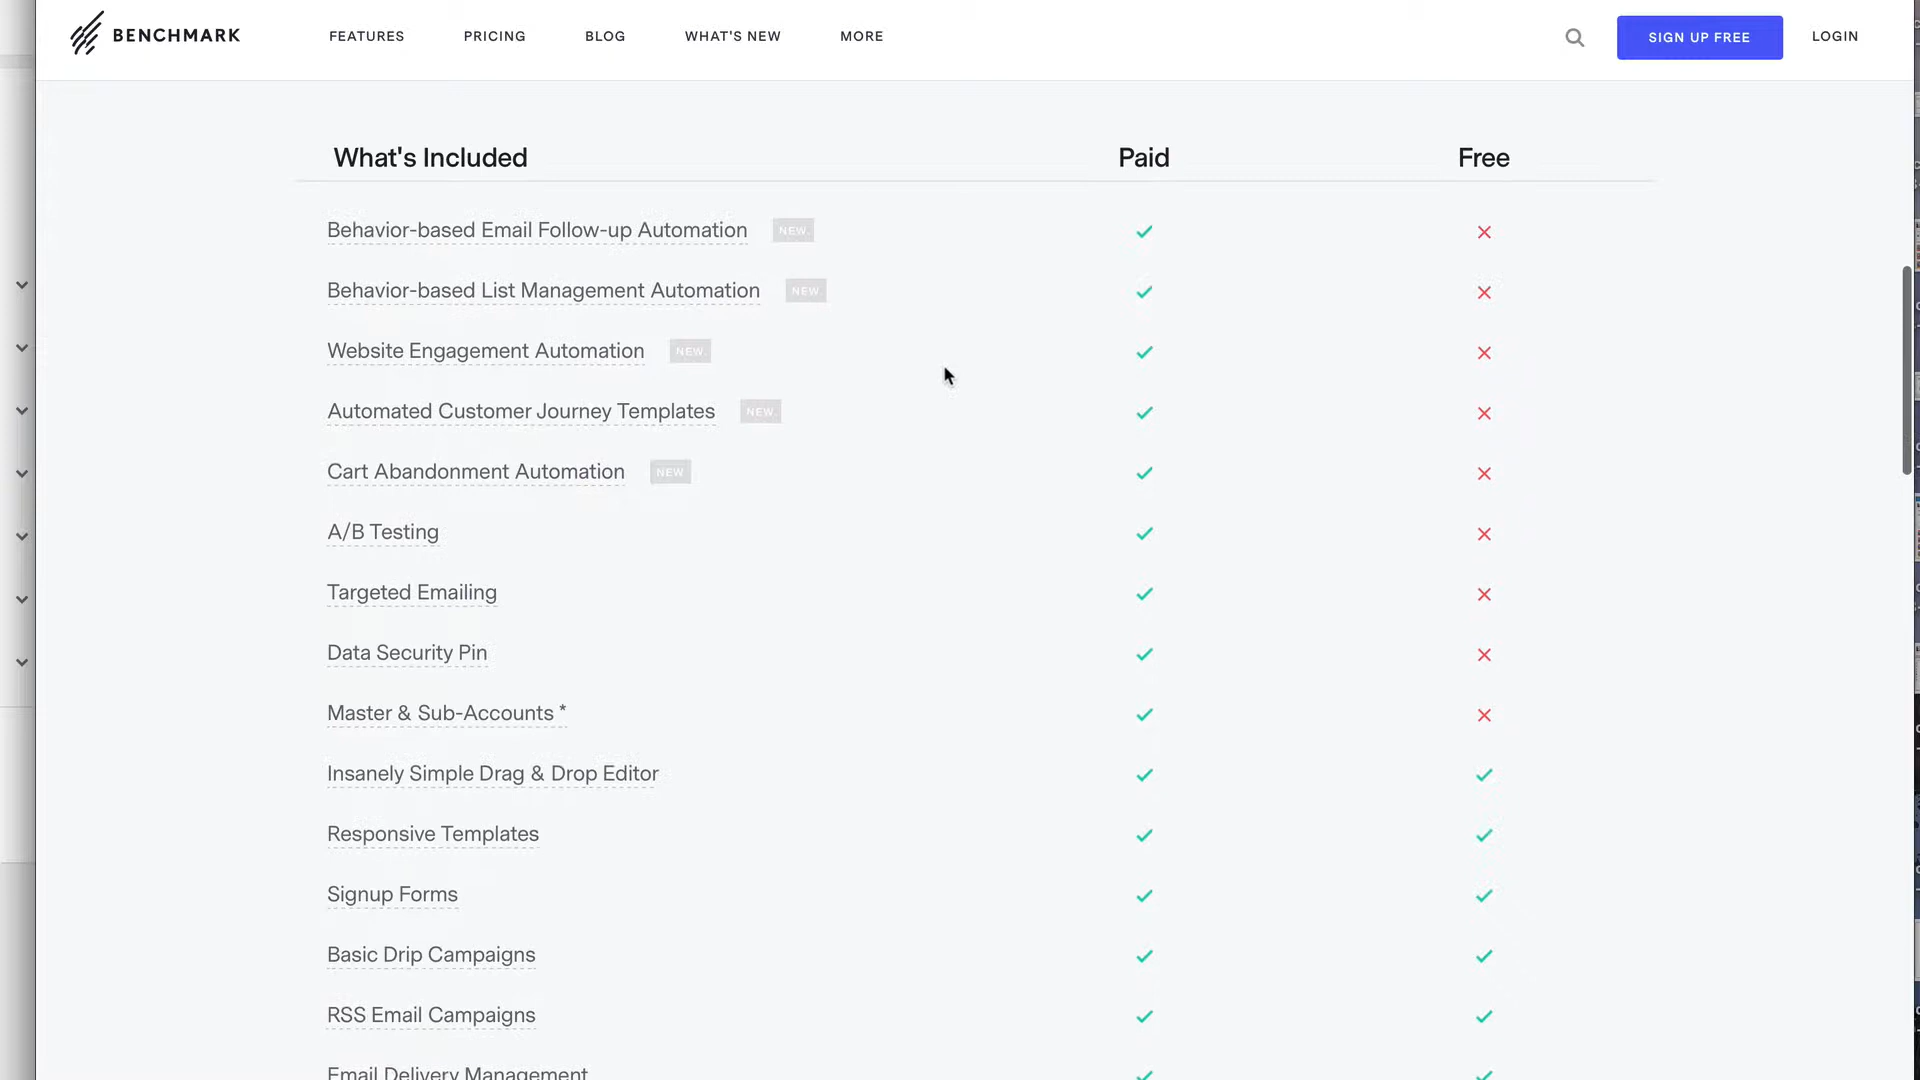 BENCHMARK FEATURES PRICING BLOG WHAT'S NEW MORE SIGN UP FREE LOGIN
What's Included Paid Free
Behavior-based Email Follow-up Automation NEW
Behavior-based List Management Automation NEW
Website Engagement Automation NEW
Automated Customer Journey Templates NEW
Cart Abandonment Automation NEW
A/B Testing
Targeted Emailing
Data Security Pin
Master & Sub-Accounts *
Insanely Simple Drag & Drop Editor
Responsive Templates
Signup Forms
Basic Drip Campaigns
RSS Email Campaigns
Email Delivery Management